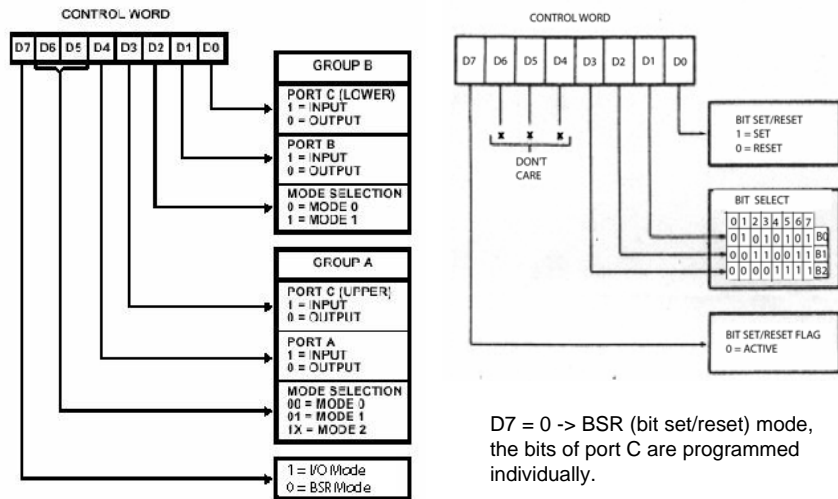 CONTROL WORD
D7 D6 D5 D4 D3 D2 D1 D0
GROUP B
PORT C (LOWER)
1 = INPUT
0 = OUTPUT
PORT B
1 = INPUT
0 = OUTPUT
MODE SELECTION
0 = MODE 0
1 = MODE 1
GROUP A
PORT C (UPPER)
1 = INPUT
0 = OUTPUT
PORT A
1 = INPUT
0 = OUTPUT
MODE SELECTION
00 = MODE 0
01 = MODE 1
1X = MODE 2
1 = I/O Mode
0 = BSR Mode
CONTROL WORD
D7 D6 D5 D4 D3 D2 D1 D0
x x x
DON'T
CARE
BIT SET/RESET
1 = SET
0 = RESET
BIT SELECT
0 1 2 3 4 5 6 7
0 1 0 1 0 1 0 1 B0
0 0 1 1 0 0 1 1 B1
0 0 0 0 1 1 1 1 B2
BIT SET/RESET FLAG
0 = ACTIVE
D7 = 0 -> BSR (bit set/reset) mode,
the bits of port C are programmed
individually.